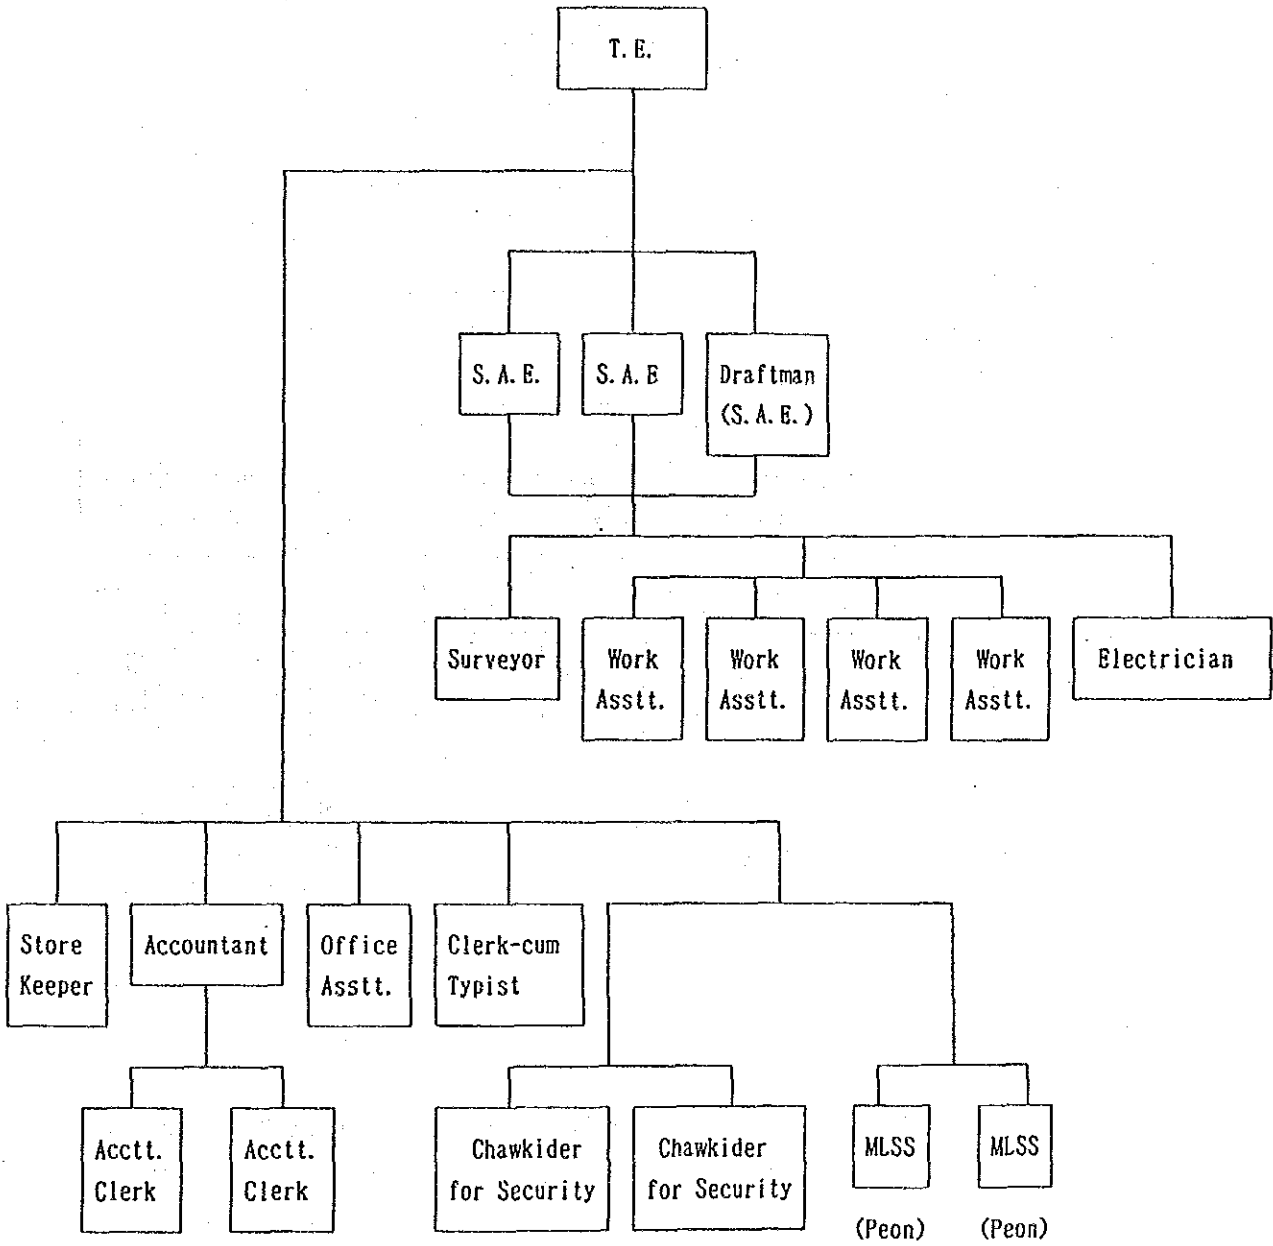 T. E.
S. A. E.
S. A. E
Draftman
(S. A. E.)
Surveyor
Work
Asstt.
Work
Asstt.
Work
Asstt.
Work
Asstt.
Electrician
Store
Keeper
Accountant
Office
Asstt.
Clerk-cum
Typist
Acctt.
Clerk
Acctt.
Clerk
Chawkider
for Security
Chawkider
for Security
MLSS
(Peon)
MLSS
(Peon)